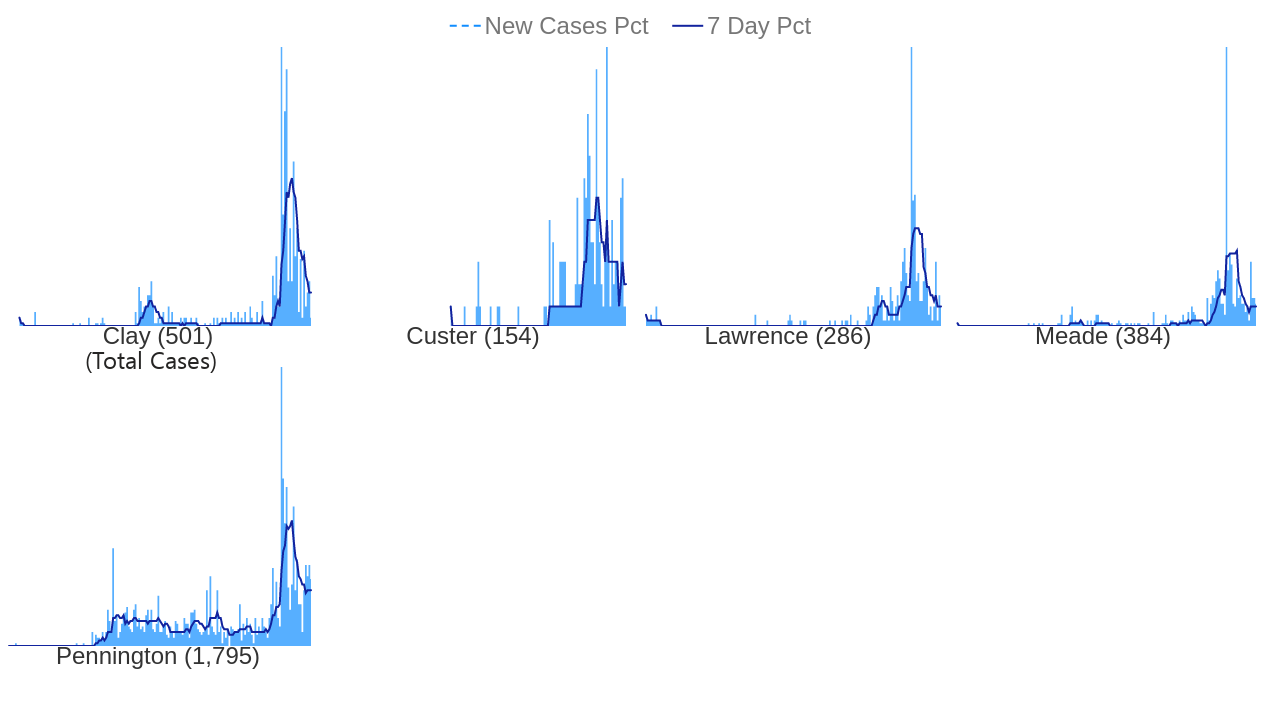 New Cases Pct 7 Day Pct
Clay (501) Custer (154) Lawrence (286) Meade (384)
(Total Cases)
Pennington (1,795)